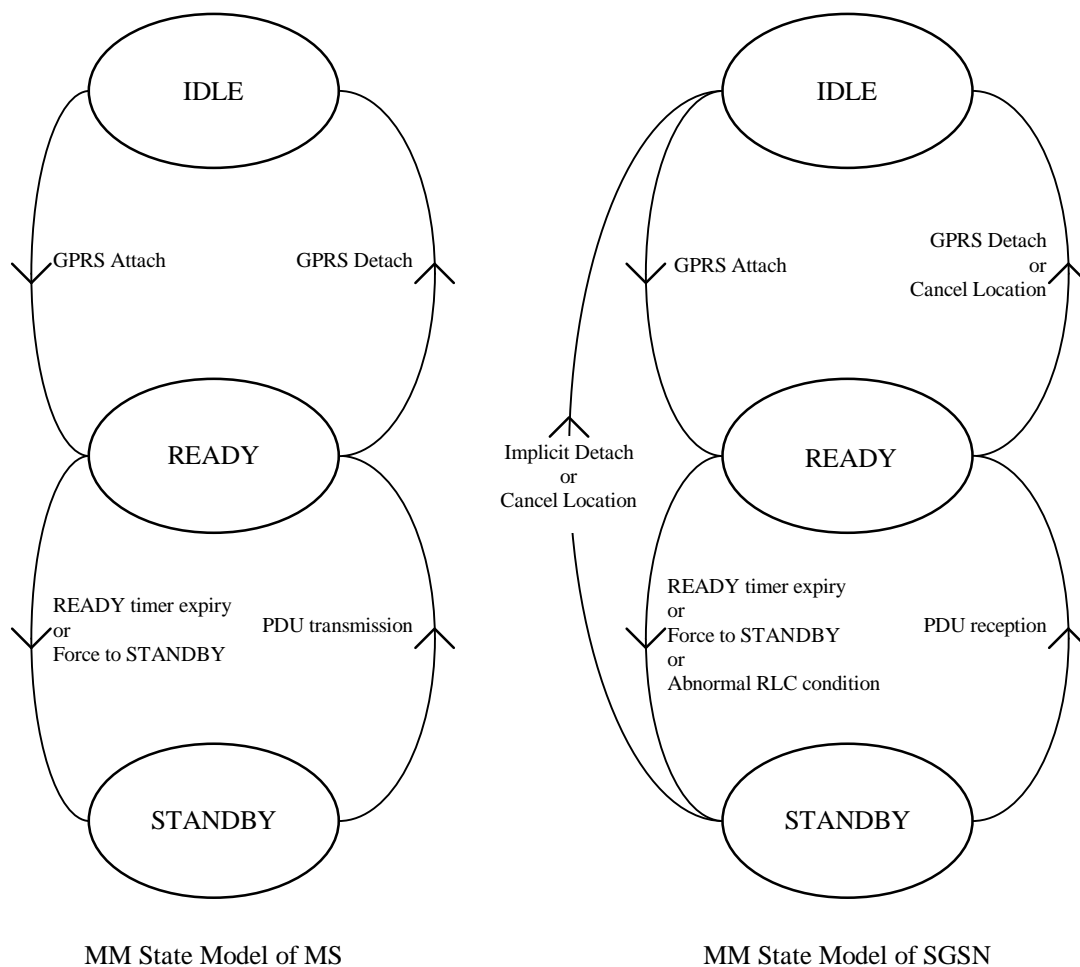 IDLE
GPRS Attach
GPRS Detach
READY
READY timer expiry
or
Force to STANDBY
PDU transmission
STANDBY
MM State Model of MS
IDLE
GPRS Attach
GPRS Detach
or
Cancel Location
Implicit Detach
or
Cancel Location
READY
READY timer expiry
or
Force to STANDBY
or
Abnormal RLC condition
PDU reception
STANDBY
MM State Model of SGSN